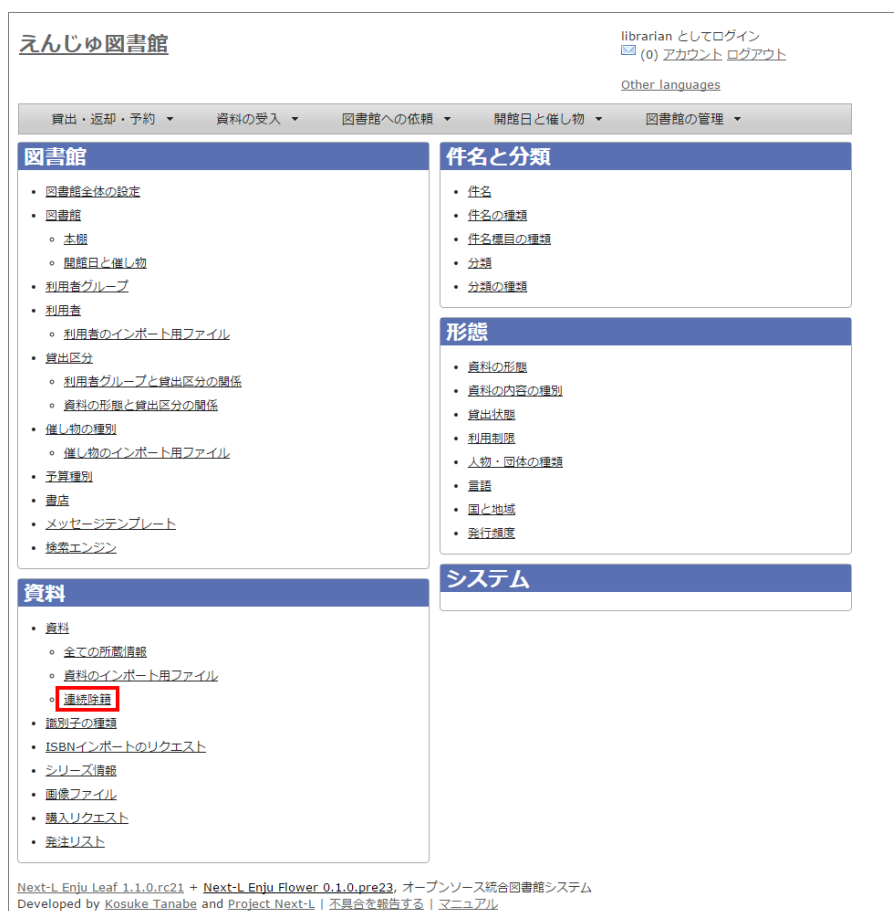 えんじゅ図書館
librarian としてログイン
(0) アカウント ログアウト
Other languages
貸出・返却・予約 ▼ 資料の受入 ▼ 図書館への依頼 ▼ 開館日と催し物 ▼ 図書館の管理 ▼
図書館
・ 図書館全体の設定
・ 図書館
○ 本棚
○ 開館日と催し物
・ 利用者グループ
・ 利用者
○ 利用者のインポート用ファイル
・ 貸出区分
○ 利用者グループと貸出区分の関係
○ 資料の形態と貸出区分の関係
・ 催し物の種別
○ 催し物のインポート用ファイル
・ 予算種別
・ 書店
・ メッセージテンプレート
・ 検索エンジン
資料
・ 資料
○ 全ての所蔵情報
○ 資料のインポート用ファイル
○ 連続除籍
・ 識別子の種類
・ ISBNインポートのリクエスト
・ シリーズ情報
・ 画像ファイル
・ 購入リクエスト
・ 発注リスト
件名と分類
・ 件名
・ 件名の種類
・ 件名標目の種類
・ 分類
・ 分類の種類
形態
・ 資料の形態
・ 資料の内容の種別
・ 貸出状態
・ 利用制限
・ 人物・団体の種類
・ 言語
・ 国と地域
・ 発行頻度
システム
Next-L Enju Leaf 1.1.0.rc21 + Next-L Enju Flower 0.1.0.pre23, オープンソース統合図書館システム
Developed by Kosuke Tanabe and Project Next-L | 不具合を報告する | マニュアル